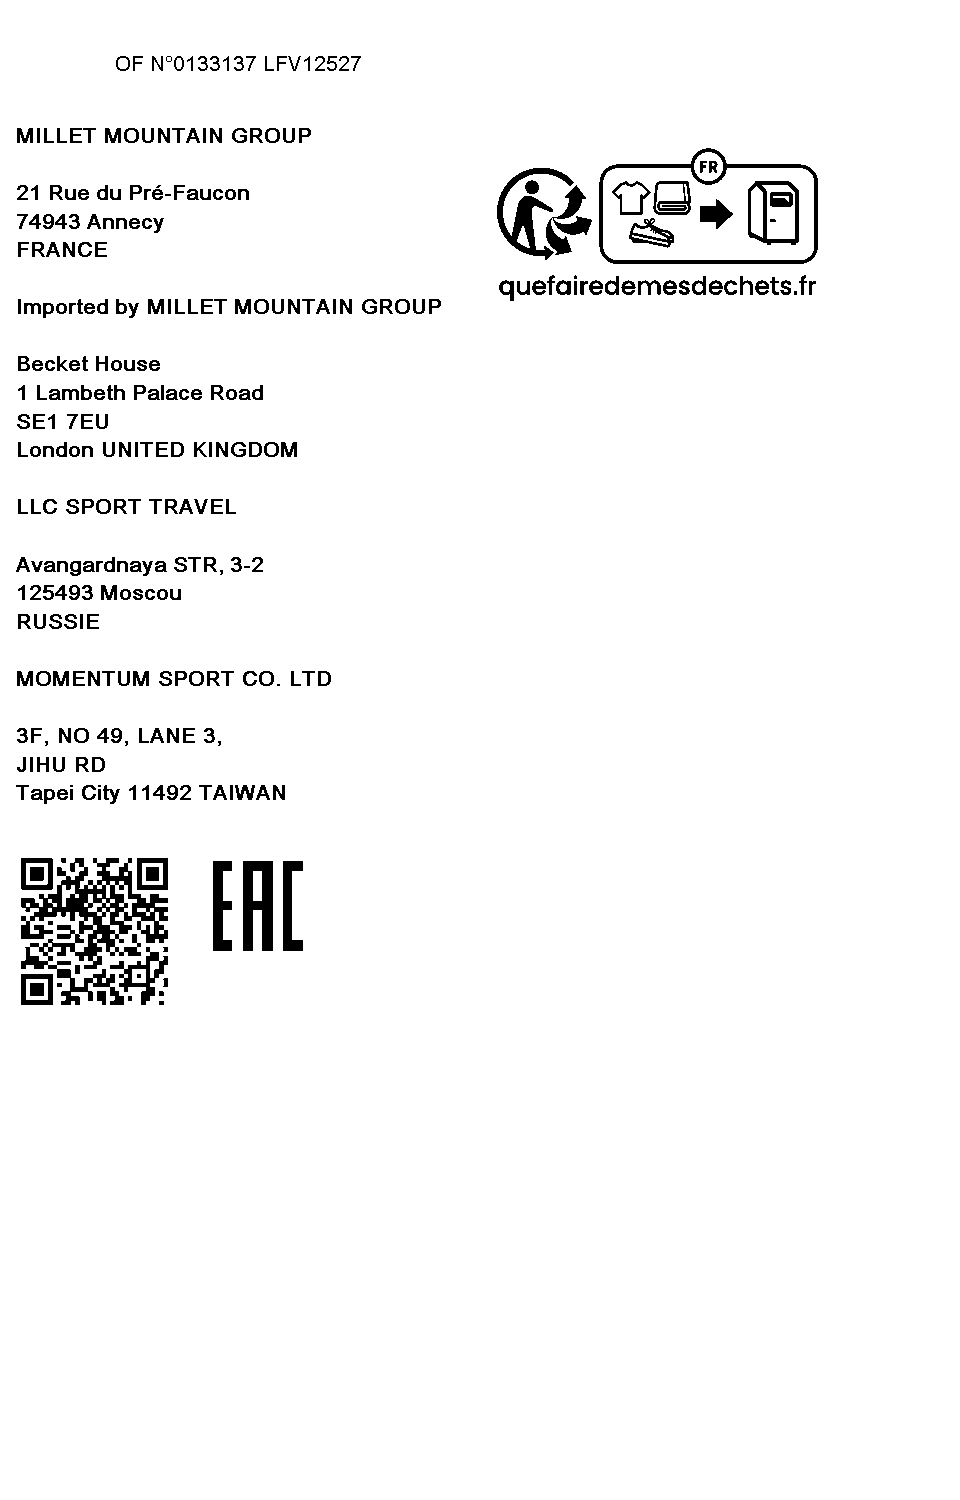 OF N°0133137 LFV12527
MILLET MOUNTAIN GROUP
21 Rue du Pré-Faucon
74943 Annecy
FRANCE
Imported by MILLET MOUNTAIN GROUP
Becket House
1 Lambeth Palace Road
SE1 7EU
London UNITED KINGDOM
LLC SPORT TRAVEL
Avangardnaya STR, 3-2
125493 Moscou
RUSSIE
MOMENTUM SPORT CO. LTD
3F, NO 49, LANE 3,
JIHU RD
Tapei City 11492 TAIWAN
EAC
FR
quefairedemesdechets.fr